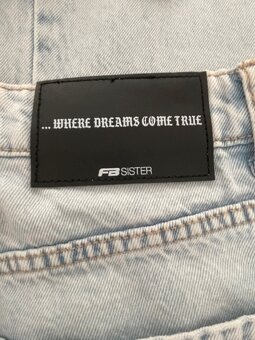 ... WHERE DREAMS COME TRUE
FB SISTER